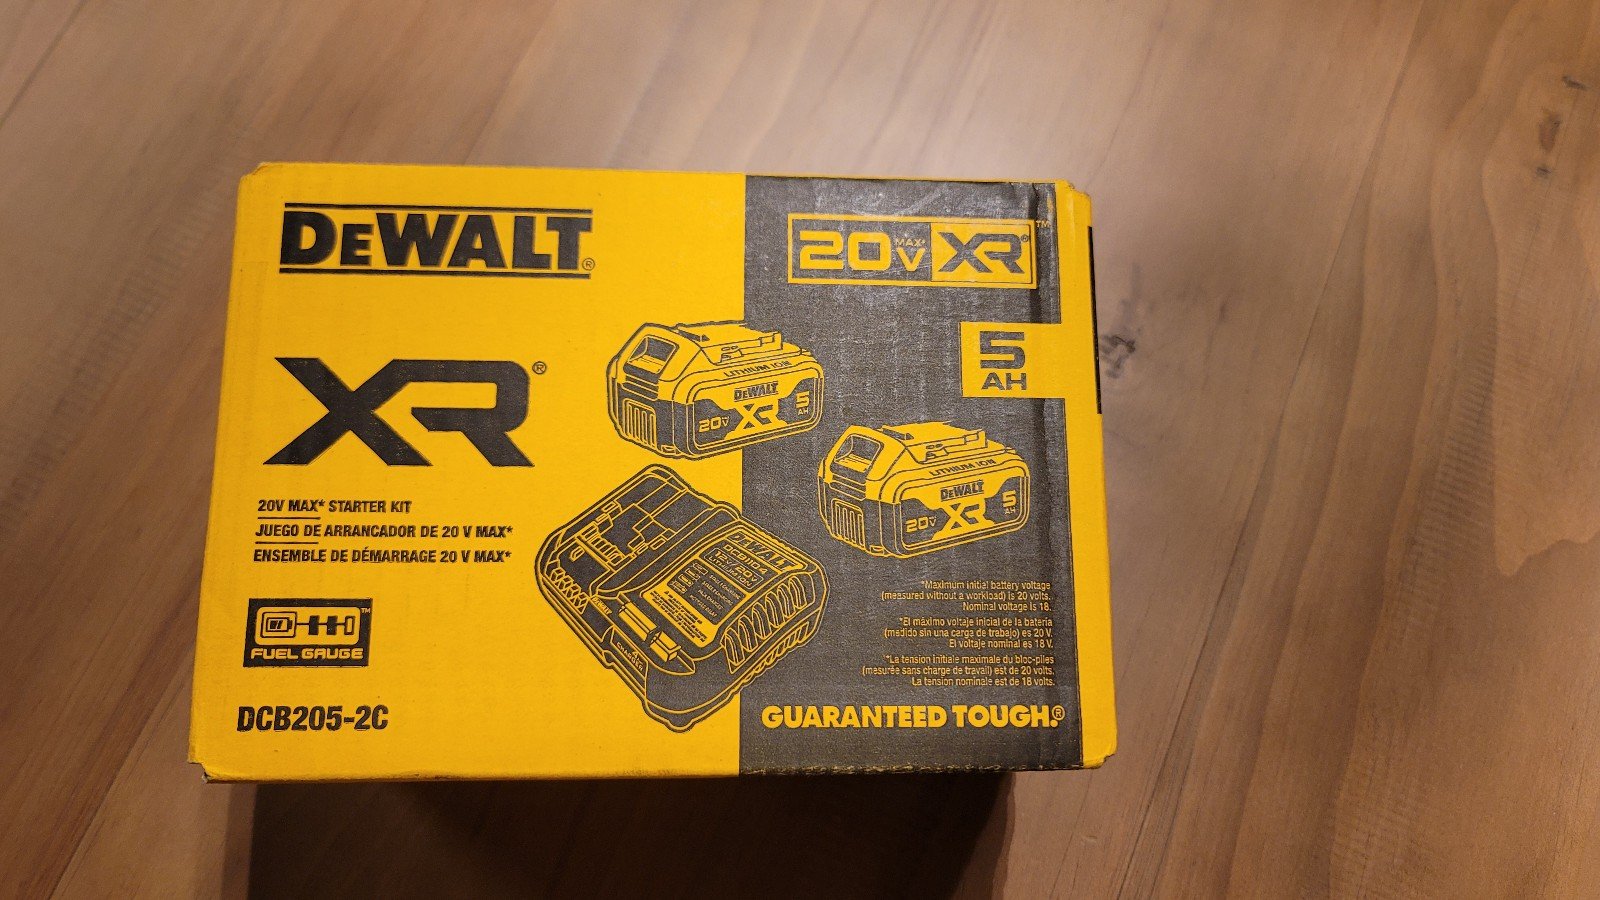 DEWALT®
20V MAX* XR® ™
5
AH
XR®
LITHIUM ION
DEWALT
20V XR 5
AH
LITHIUM ION
DEWALT
20V XR 5
AH
20V MAX* STARTER KIT
JUEGO DE ARRANCADOR DE 20 V MAX*
ENSEMBLE DE DÉMARRAGE 20 V MAX*
FUEL GAUGE™
DCB205-2C
DEWALT
12V/20V
*Maximum initial battery voltage
(measured without a workload) is 20 volts.
Nominal voltage is 18.
*El máximo voltaje inicial de la batería
(medido sin una carga de trabajo) es 20 V.
El voltaje nominal es 18 V.
*La tension initiale maximale du bloc-piles
(mesurée sans charge de travail) est de 20 volts.
La tension nominale est de 18 volts.
GUARANTEED TOUGH.®